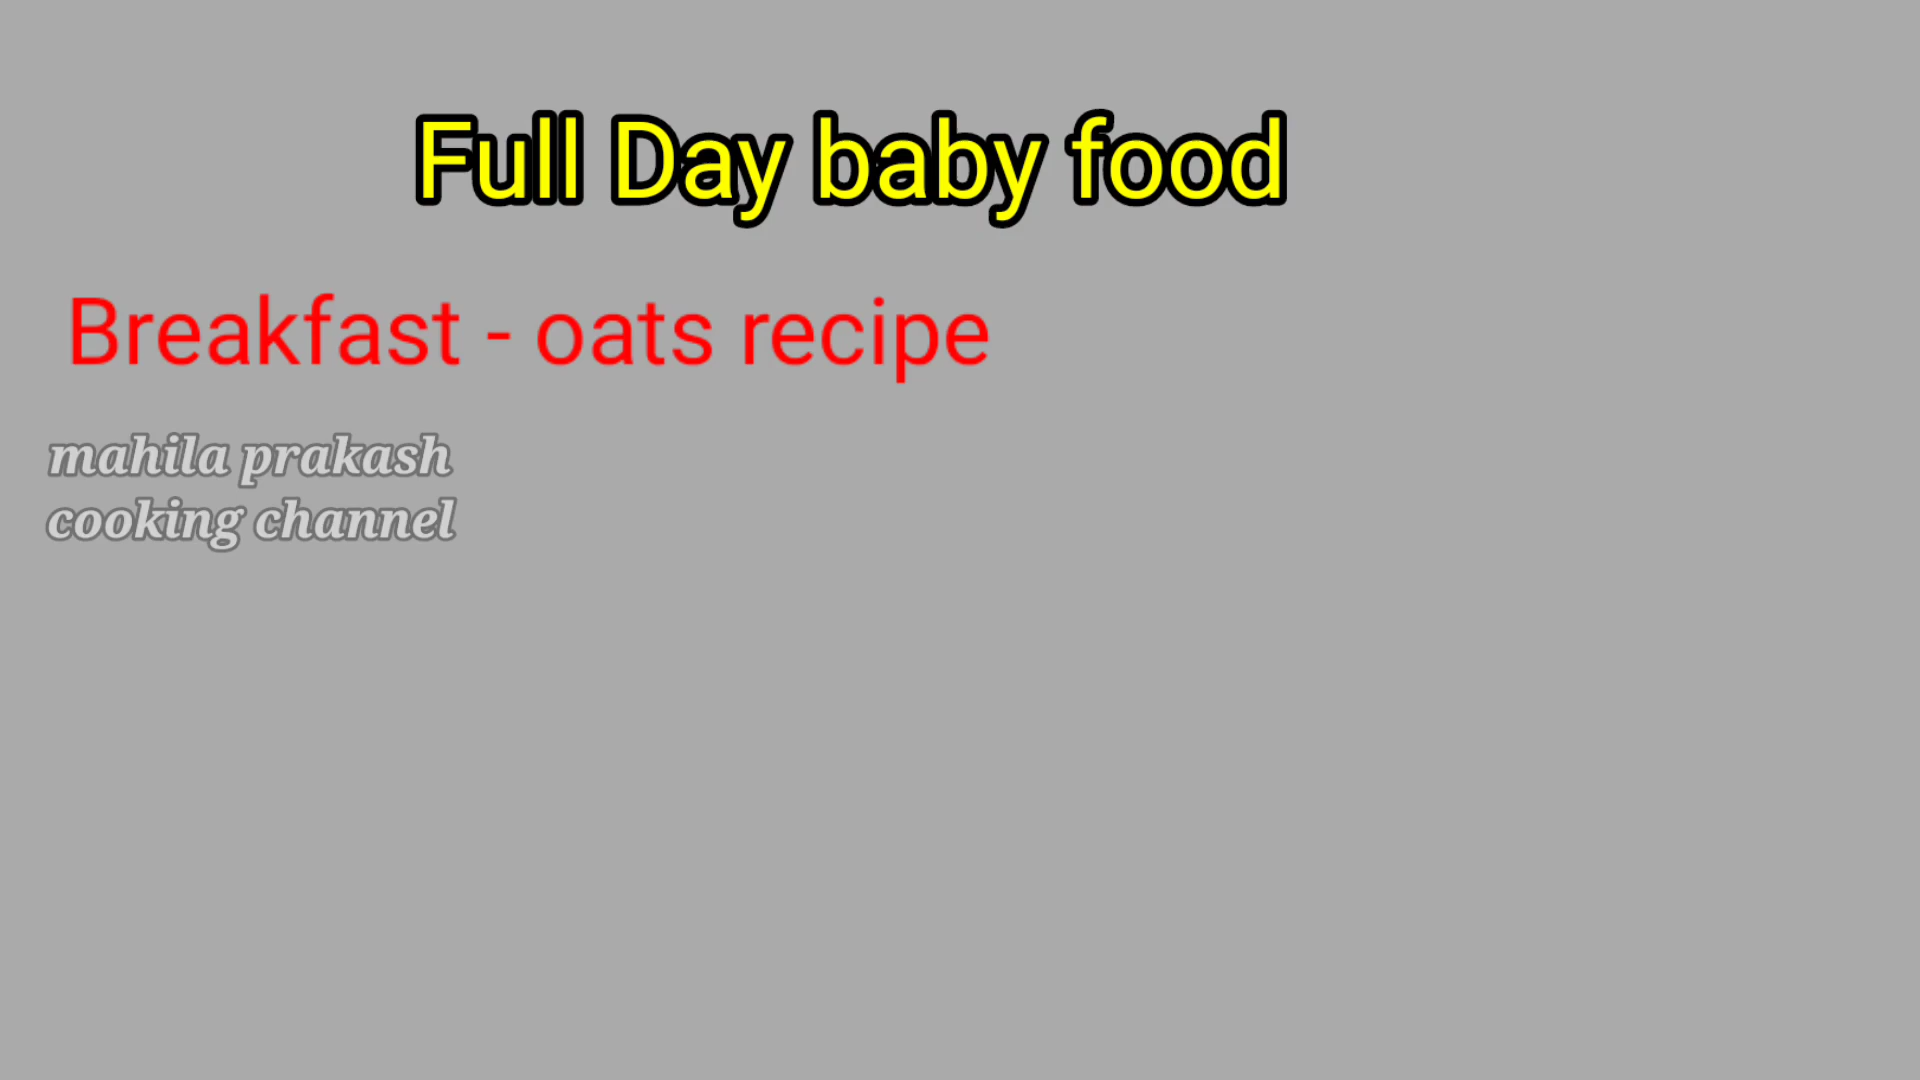 Full Day baby food
Breakfast - oats recipe
mahila prakash
cooking channel